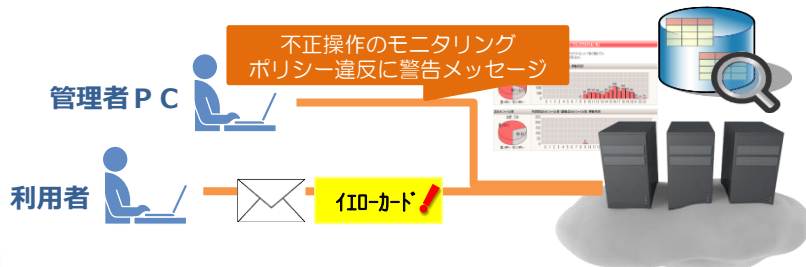 不正操作のモニタリング
ポリシー違反に警告メッセージ
管理者ＰＣ
利用者
ｲｴﾛｰｶｰﾄﾞ